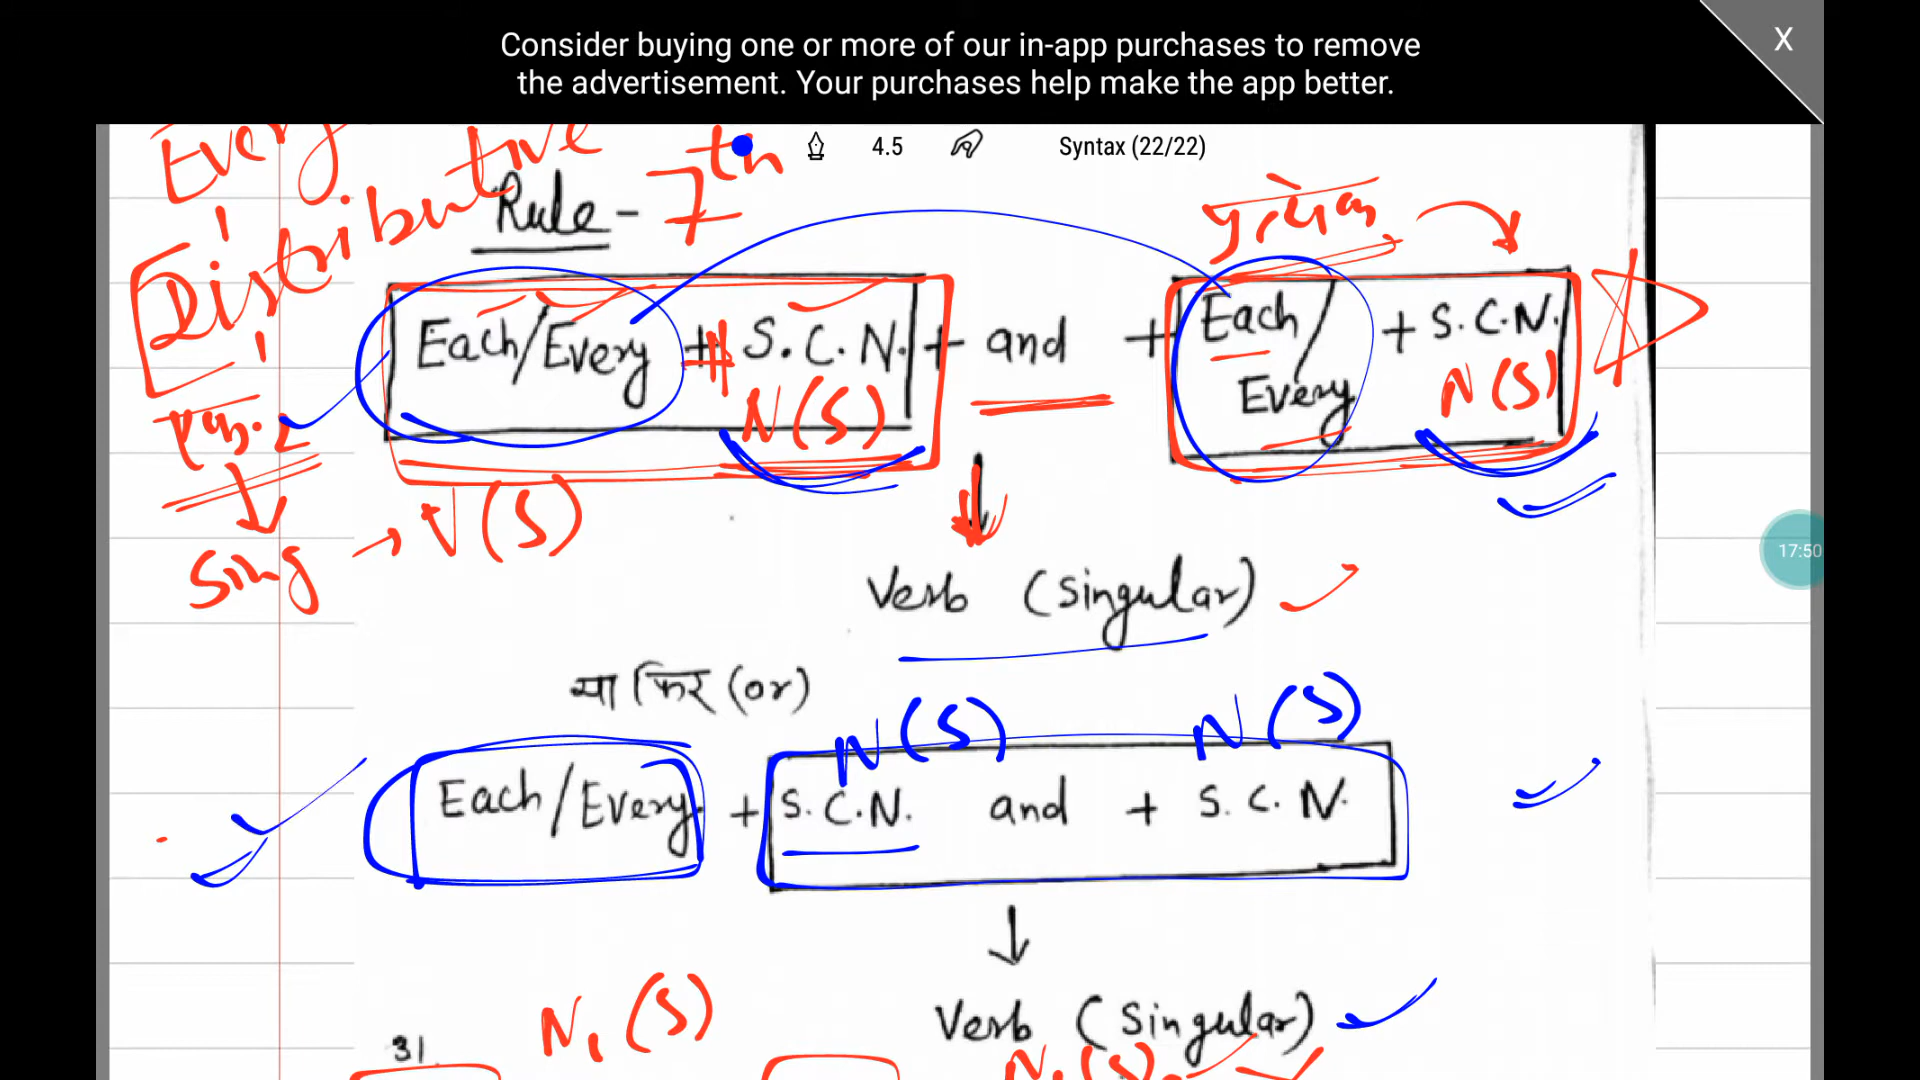 Consider buying one or more of our in-app purchases to remove
the advertisement. Your purchases help make the app better.
X
4.5
Syntax (22/22)
Every
Distributive
Rule - 7th
Each/Every + S.C.N. + and + Each/Every + S.C.N.
N(S)
N(S)
Sing → V(S)
17:50
Verb (singular)
या फिर (or)
N(S)
N(S)
Each/Every + S.C.N. and + S.C.N.
Verb (Singular)
N1(S)
31
N1(S)